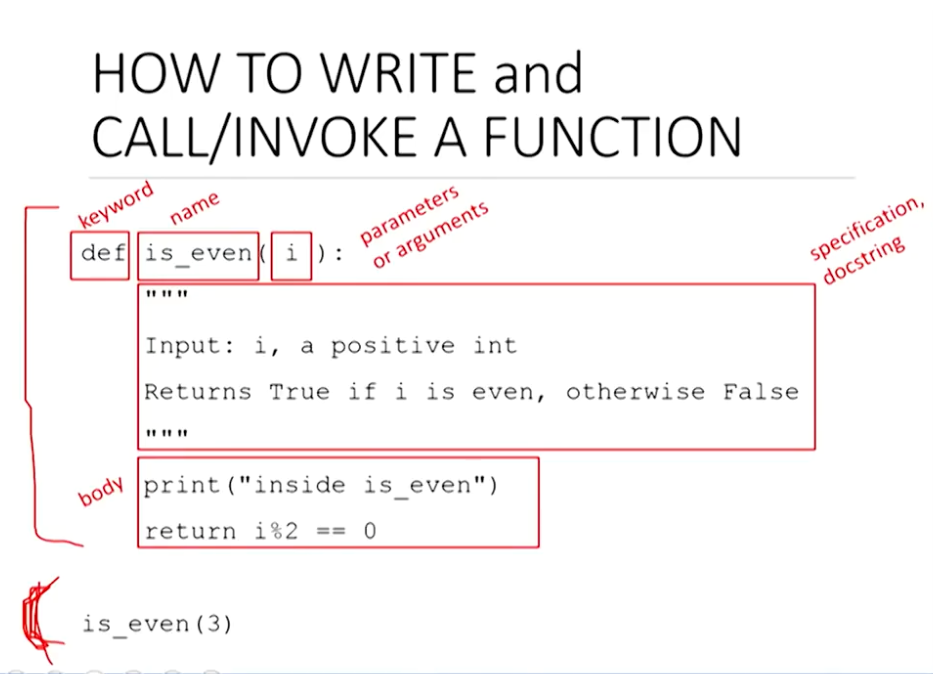 HOW TO WRITE and
CALL/INVOKE A FUNCTION
keyword
name
parameters
or arguments
specification,
docstring
def is_even( i ):
"""
Input: i, a positive int
Returns True if i is even, otherwise False
"""
body
print("inside is_even")
return i%2 == 0
is_even(3)